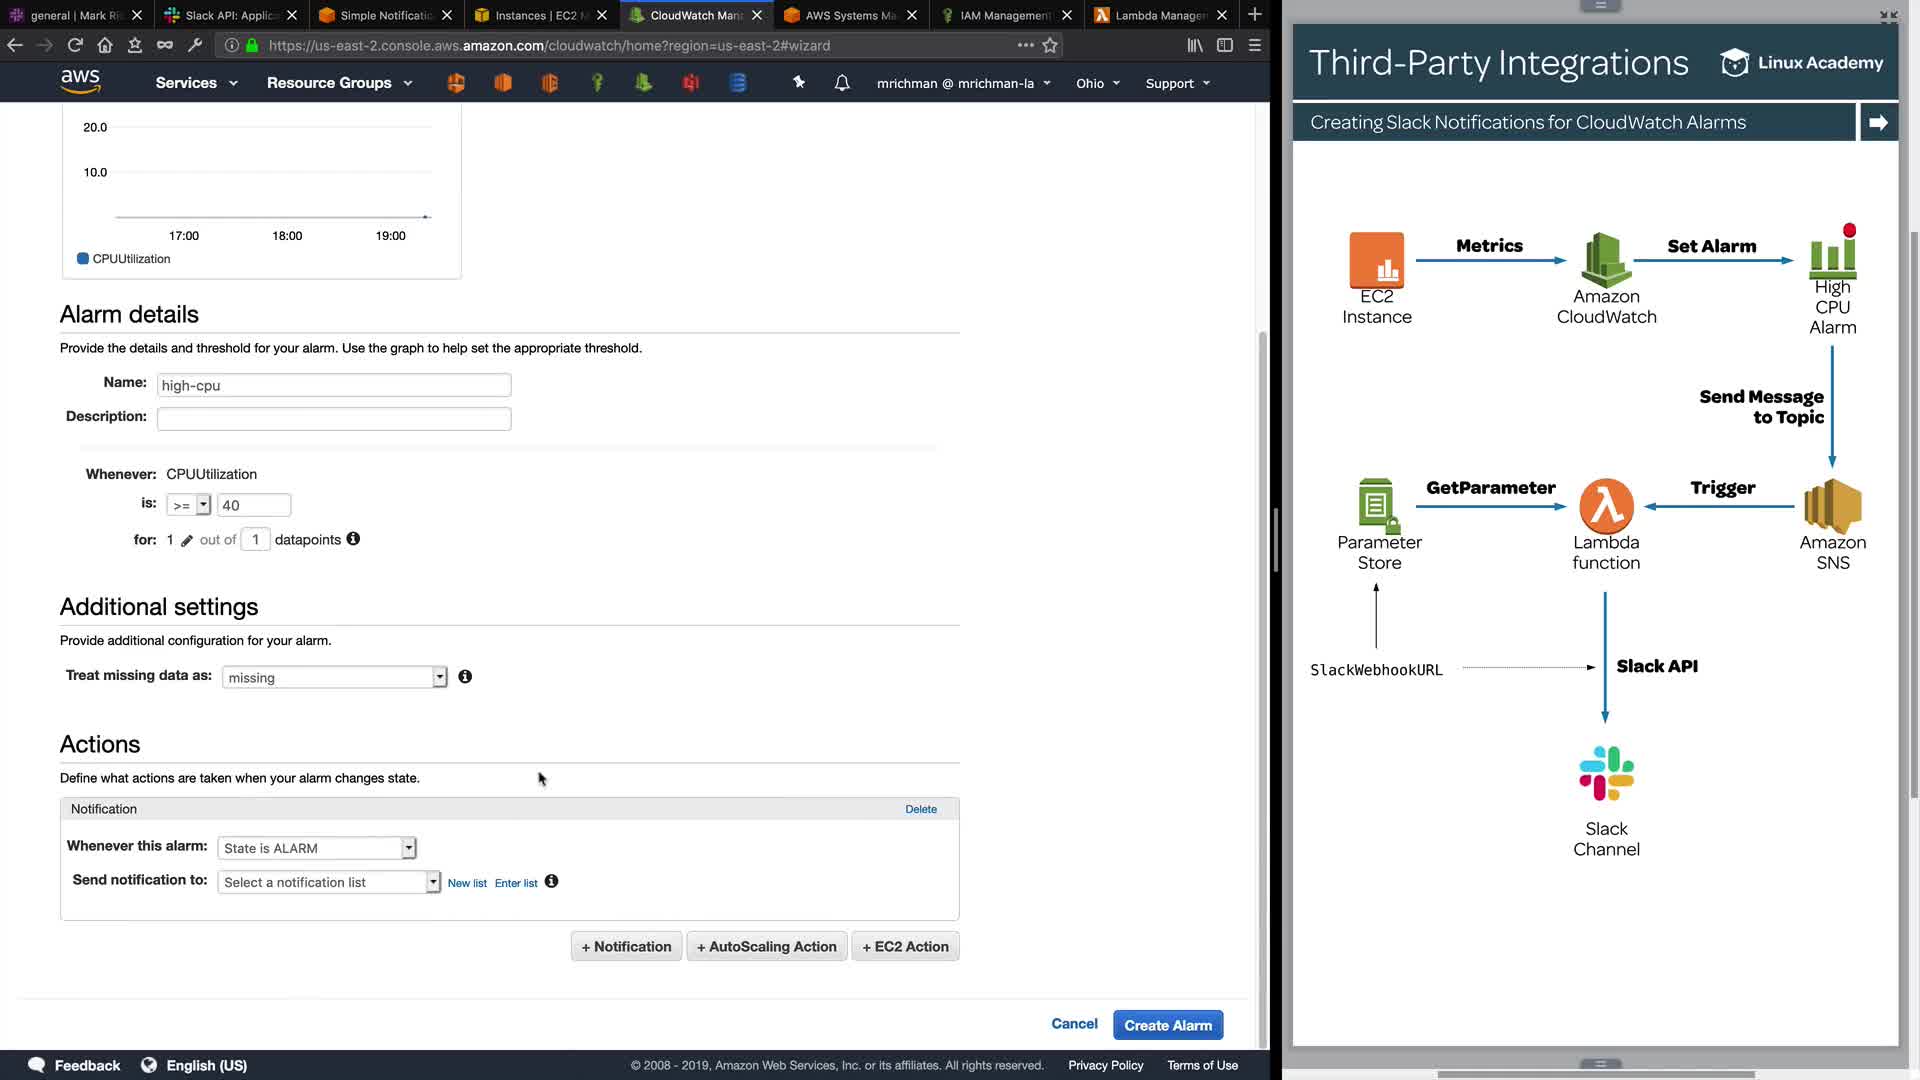 general | Mark Ri
Slack API: Applic
Simple Notificatio
Instances | EC2 M
CloudWatch Man
AWS Systems Ma
IAM Management
Lambda Manager
https://us-east-2.console.aws.amazon.com/cloudwatch/home?region=us-east-2#wizard
aws
Services
Resource Groups
mrichman @ mrichman-la
Ohio
Support
20.0
10.0
17:00 18:00 19:00
CPUUtilization
Alarm details
Provide the details and threshold for your alarm. Use the graph to help set the appropriate threshold.
Name: high-cpu
Description:
Whenever: CPUUtilization
is: >= 40
for: 1 out of 1 datapoints
Additional settings
Provide additional configuration for your alarm.
Treat missing data as: missing
Actions
Define what actions are taken when your alarm changes state.
Notification Delete
Whenever this alarm: State is ALARM
Send notification to: Select a notification list New list Enter list
+ Notification + AutoScaling Action + EC2 Action
Cancel Create Alarm
Feedback English (US)
© 2008 - 2019, Amazon Web Services, Inc. or its affiliates. All rights reserved. Privacy Policy Terms of Use
Third-Party Integrations
Linux Academy
Creating Slack Notifications for CloudWatch Alarms
Metrics
Set Alarm
EC2
Instance
Amazon
CloudWatch
High
CPU
Alarm
Send Message
to Topic
GetParameter
Trigger
Parameter
Store
Lambda
function
Amazon
SNS
SlackWebhookURL
Slack API
Slack
Channel